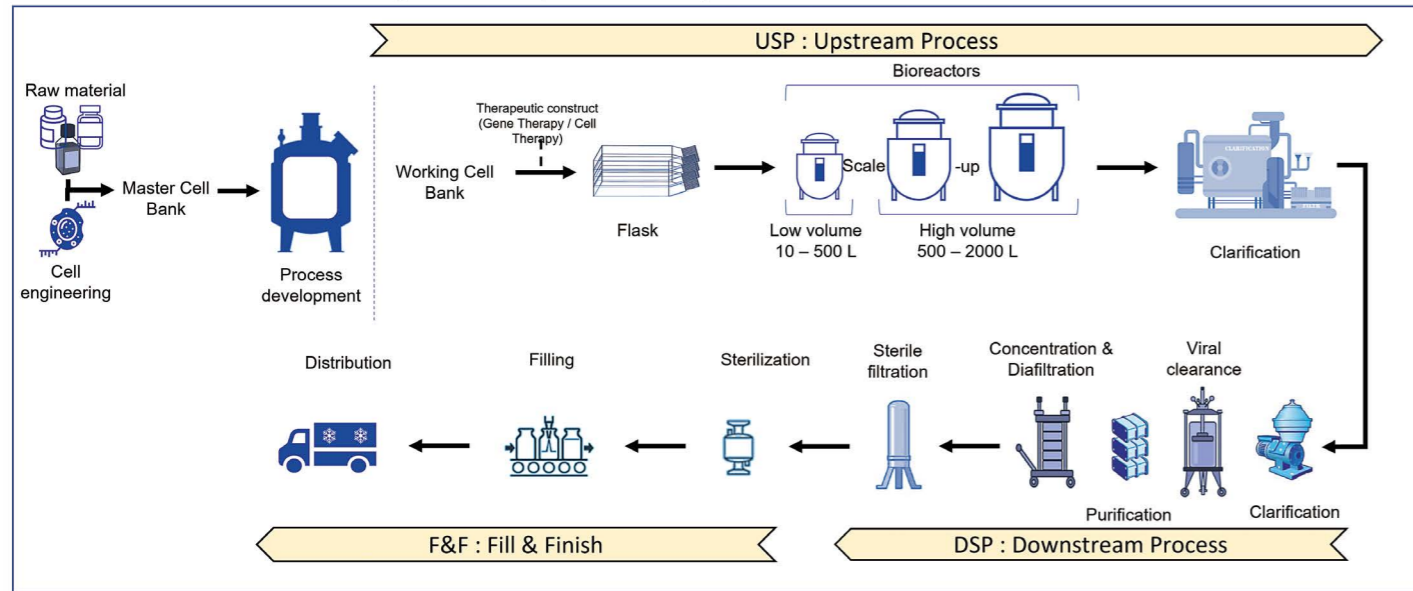 USP : Upstream Process
Raw material
Cell
engineering
Master Cell
Bank
Process
development
Working Cell
Bank
Therapeutic construct
(Gene Therapy / Cell
Therapy)
Flask
Bioreactors
Scale
-up
Low volume
10 – 500 L
High volume
500 – 2000 L
CLARIFICATION
Clarification
Distribution
Filling
Sterilization
Sterile
filtration
Concentration &
Diafiltration
Viral
clearance
Purification
Clarification
F&F : Fill & Finish
DSP : Downstream Process